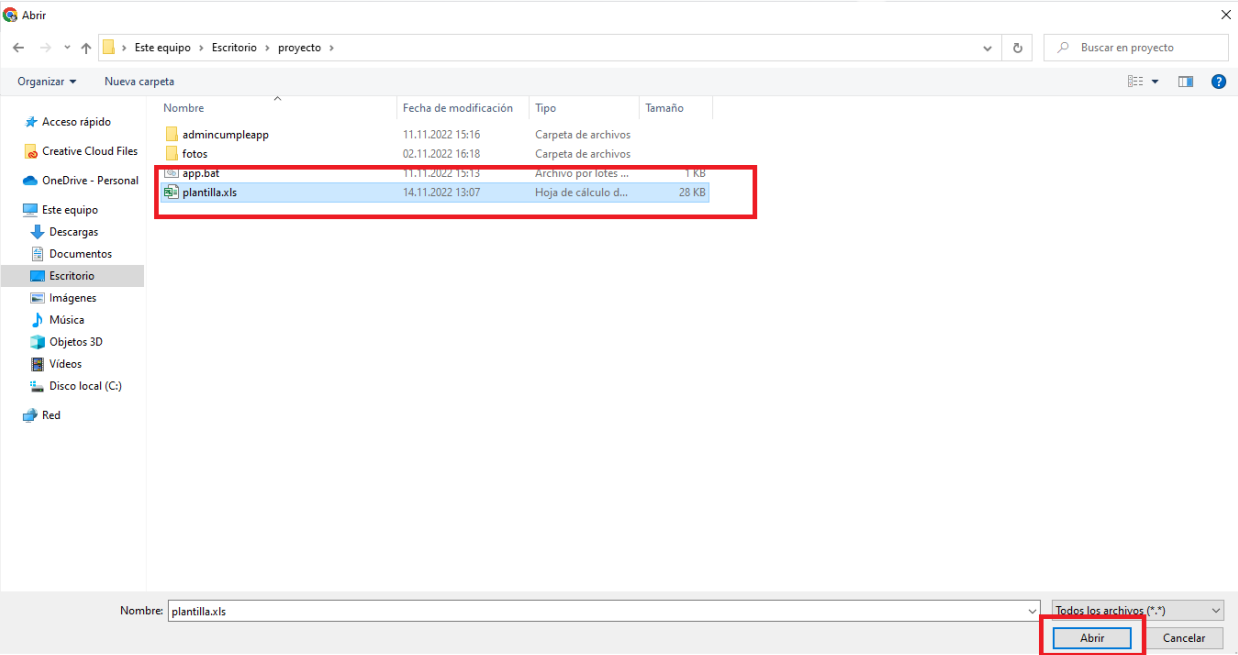 Abrir
Este equipo > Escritorio > proyecto >
Buscar en proyecto
Organizar
Nueva carpeta
Nombre Fecha de modificación Tipo Tamaño
admincumpleapp 11.11.2022 15:16 Carpeta de archivos
fotos 02.11.2022 16:18 Carpeta de archivos
app.bat 11.11.2022 15:13 Archivo por lotes ... 1 KB
plantilla.xls 14.11.2022 13:07 Hoja de cálculo d... 28 KB
Acceso rápido
Creative Cloud Files
OneDrive - Personal
Este equipo
Descargas
Documentos
Escritorio
Imágenes
Música
Objetos 3D
Vídeos
Disco local (C:)
Red
Nombre: plantilla.xls
Todos los archivos (*.*)
Abrir
Cancelar